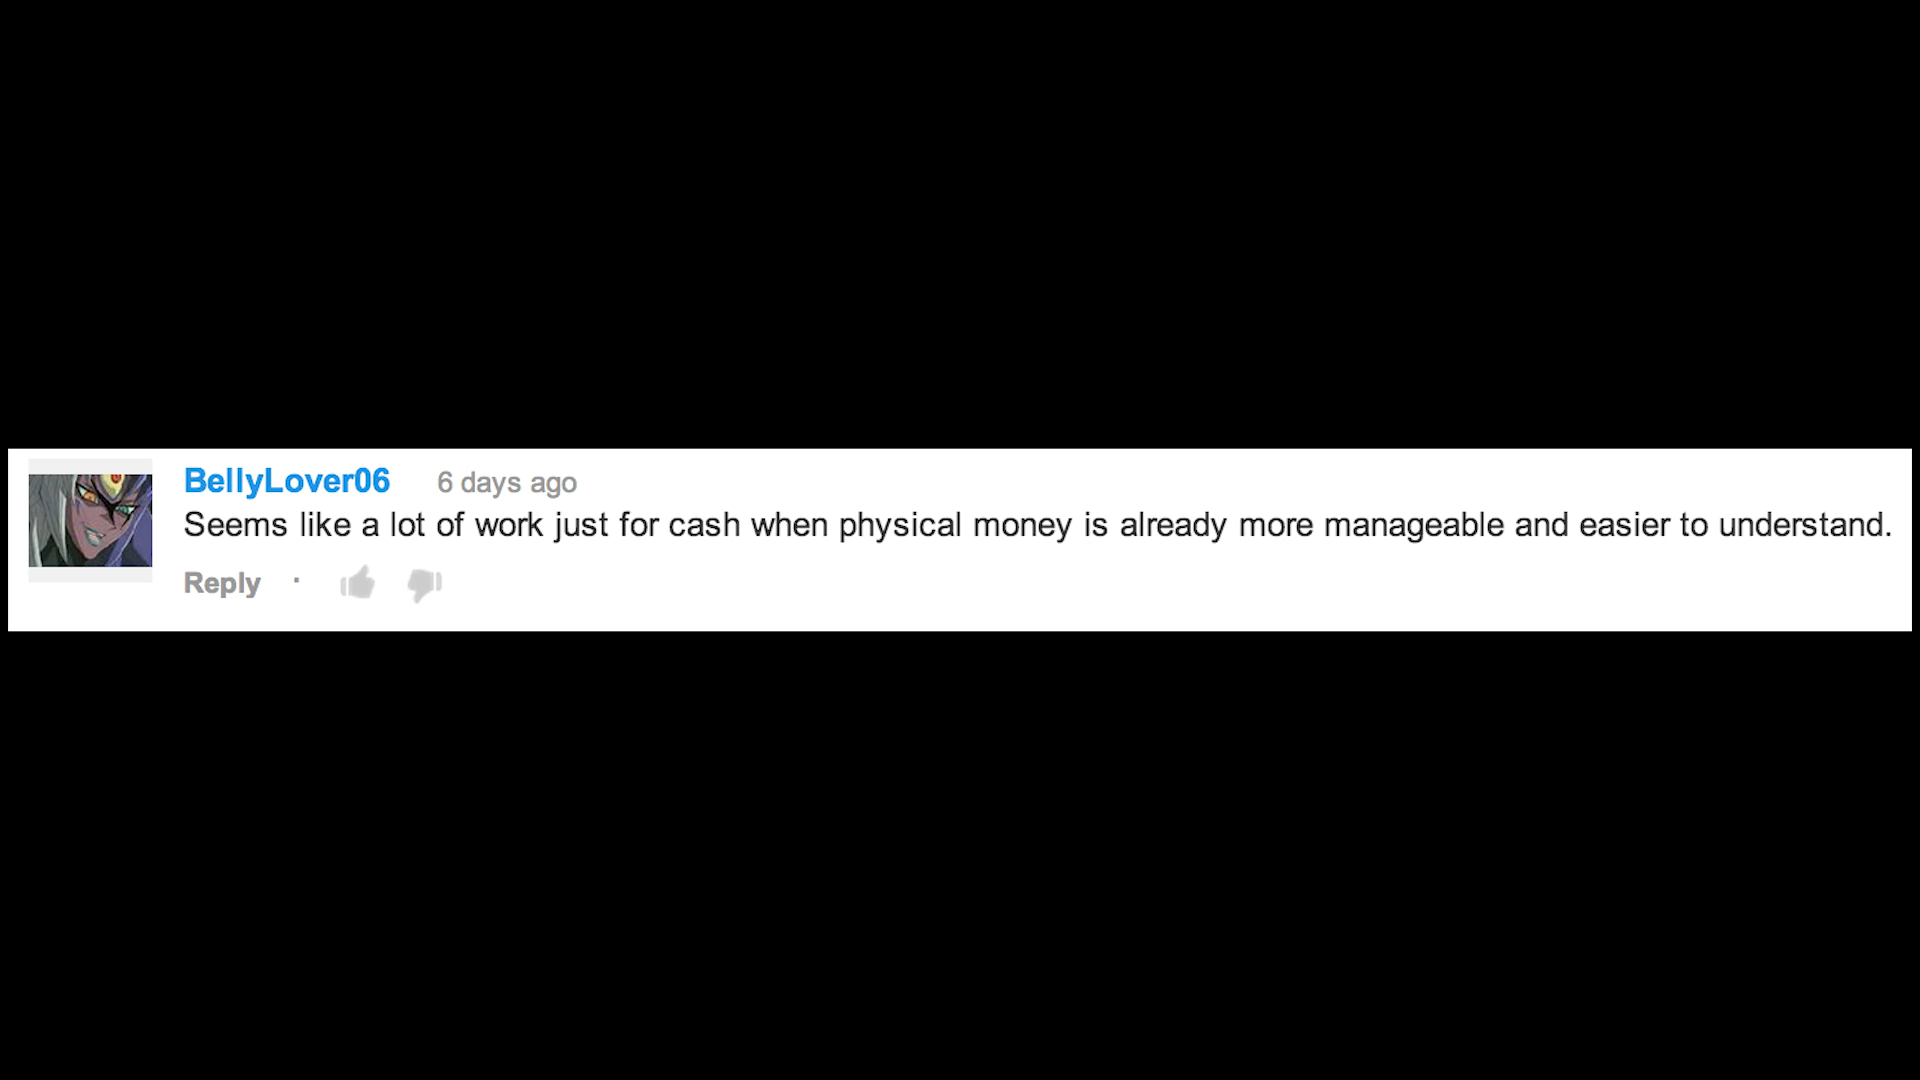 BellyLover06 6 days ago
Seems like a lot of work just for cash when physical money is already more manageable and easier to understand.
Reply ·